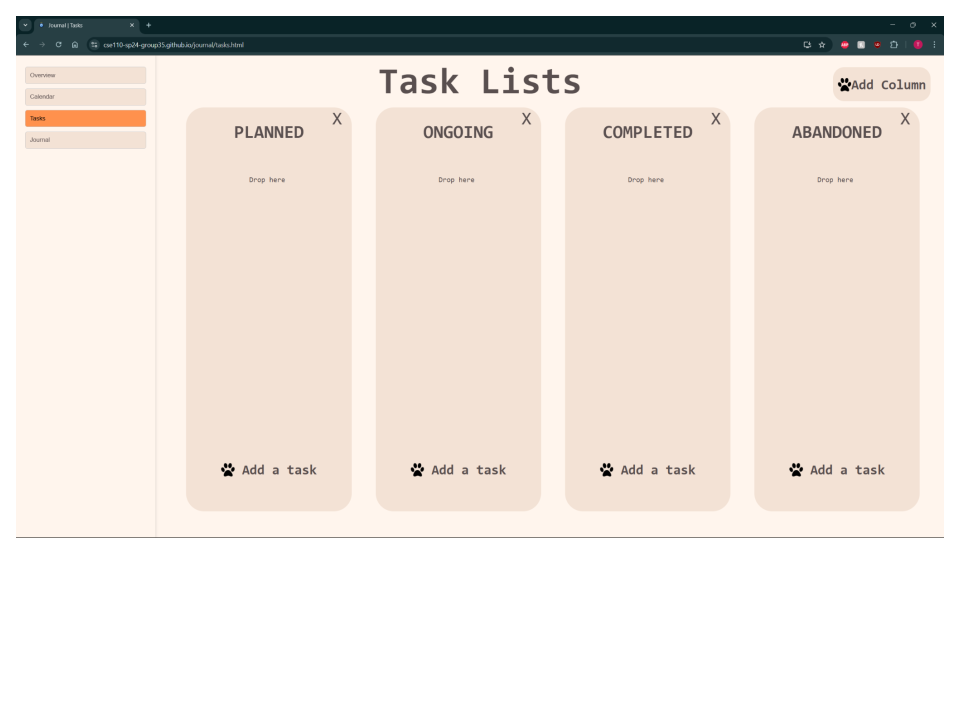 Journal | Tasks
cse110-sp24-group35.github.io/journal/tasks.html
Overview
Calendar
Tasks
Journal
Task Lists
Add Column
X
PLANNED
Drop here
Add a task
X
ONGOING
Drop here
Add a task
X
COMPLETED
Drop here
Add a task
X
ABANDONED
Drop here
Add a task